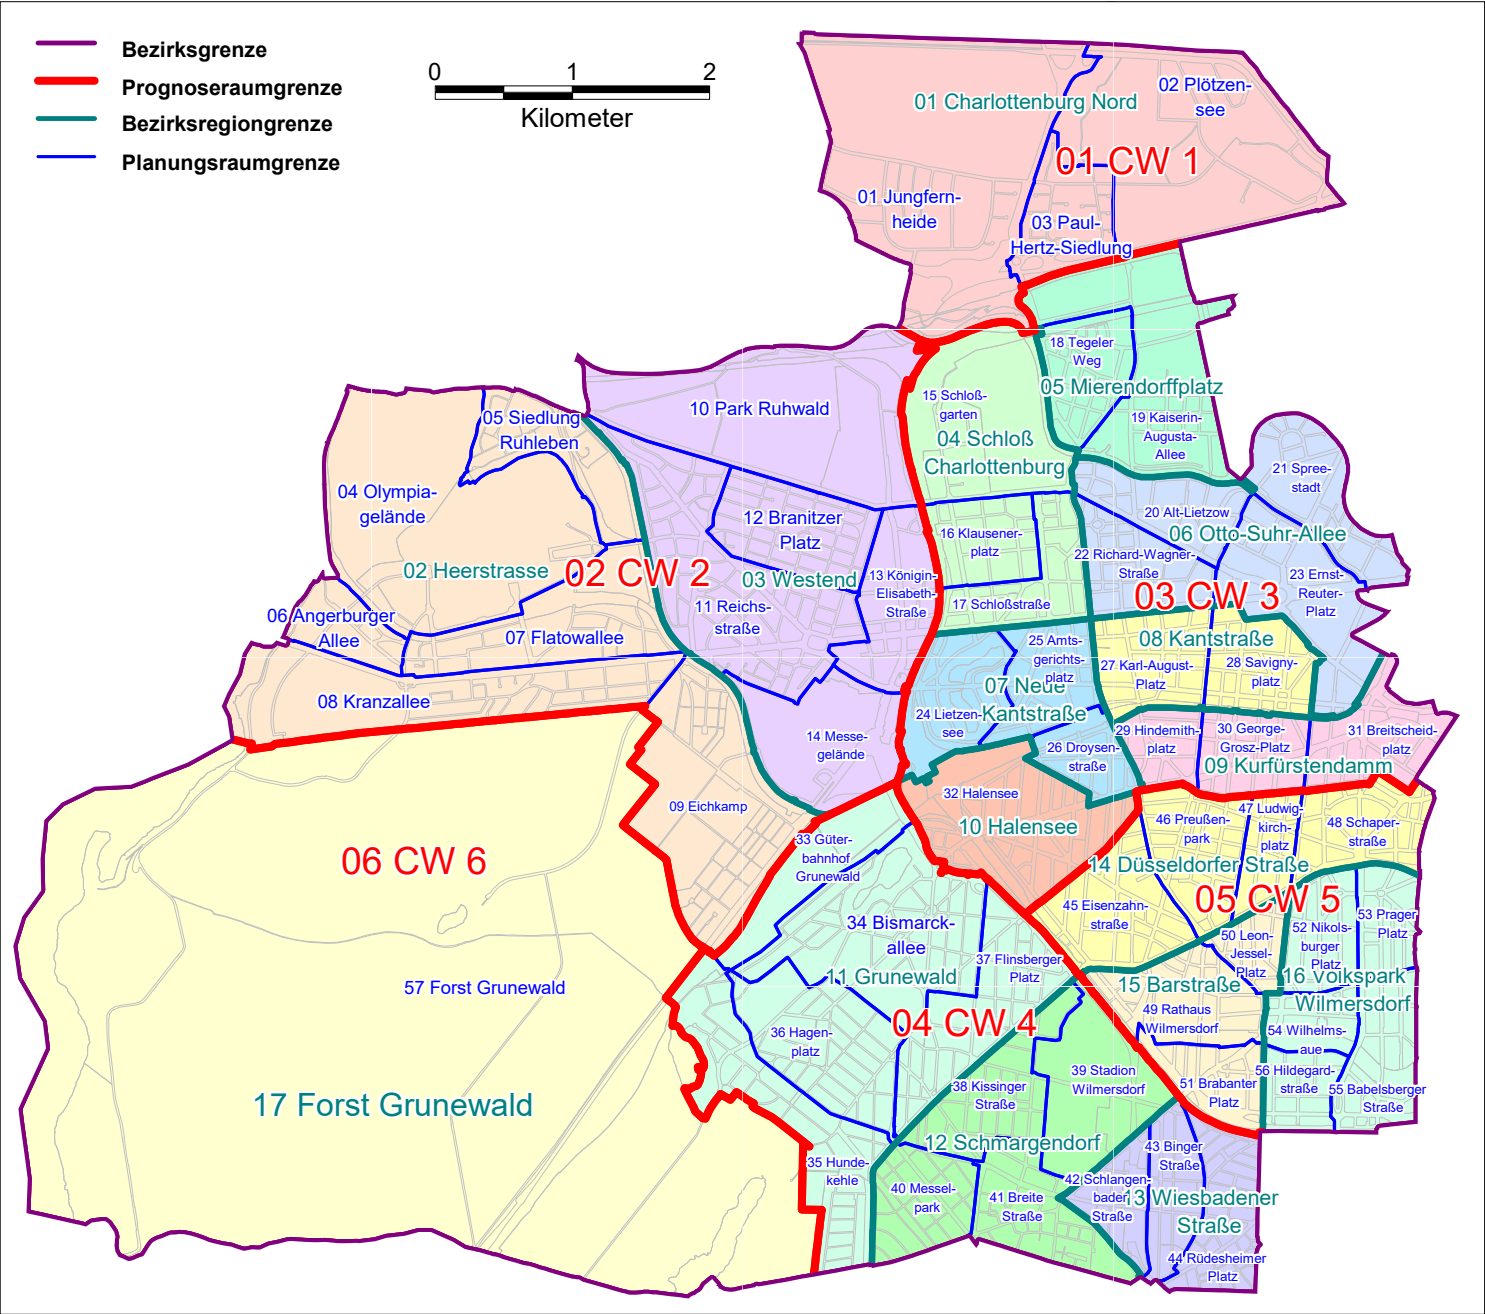 Bezirksgrenze
Prognoseraumgrenze
Bezirksregiongrenze
Planungsraumgrenze
0 1 2
Kilometer
01 Charlottenburg Nord
02 Plötzen-
see
01 CW 1
01 Jungfern-
heide
03 Paul-
Hertz-Siedlung
18 Tegeler
Weg
05 Mierendorffplatz
19 Kaiserin-
Augusta-
Allee
15 Schloß-
garten
04 Schloß
Charlottenburg
10 Park Ruhwald
05 Siedlung
Ruhleben
04 Olympia-
gelände
12 Branitzer
Platz
02 Heerstrasse
02 CW 2
03 Westend
11 Reichs-
straße
13 Königin-
Elisabeth-
Straße
16 Klausener-
platz
17 Schloßstraße
21 Spree-
stadt
20 Alt-Lietzow
06 Otto-Suhr-Allee
22 Richard-Wagner-
Straße
23 Ernst-
Reuter-
Platz
03 CW 3
06 Angerburger
Allee
07 Flatowallee
08 Kranzallee
08 Kantstraße
27 Karl-August-
Platz
28 Savigny-
platz
25 Amts-
gerichts-
platz
07 Neue
Kantstraße
24 Lietzen-
see
26 Droysen-
straße
29 Hindemith-
platz
30 George-
Grosz-Platz
31 Breitscheid-
platz
09 Kurfürstendamm
14 Messe-
gelände
09 Eichkamp
32 Halensee
10 Halensee
33 Güter-
bahnhof
Grunewald
46 Preußen-
park
47 Ludwig-
kirch-
platz
48 Schaper-
straße
14 Düsseldorfer Straße
05 CW 5
45 Eisenzahn-
straße
50 Leon-
Jessel-
Platz
52 Nikols-
burger
Platz
53 Prager
Platz
16 Volkspark
Wilmersdorf
15 Barstraße
49 Rathaus
Wilmersdorf
54 Wilhelms-
aue
56 Hildegard-
straße
55 Babelsberger
Straße
51 Brabanter
Platz
06 CW 6
57 Forst Grunewald
17 Forst Grunewald
34 Bismarck-
allee
11 Grunewald
37 Flinsberger
Platz
04 CW 4
36 Hagen-
platz
38 Kissinger
Straße
39 Stadion
Wilmersdorf
12 Schmargendorf
35 Hunde-
kehle
40 Messel-
park
41 Breite
Straße
42 Schlangen-
bader
Straße
43 Binger
Straße
13 Wiesbadener
Straße
44 Rüdesheimer
Platz